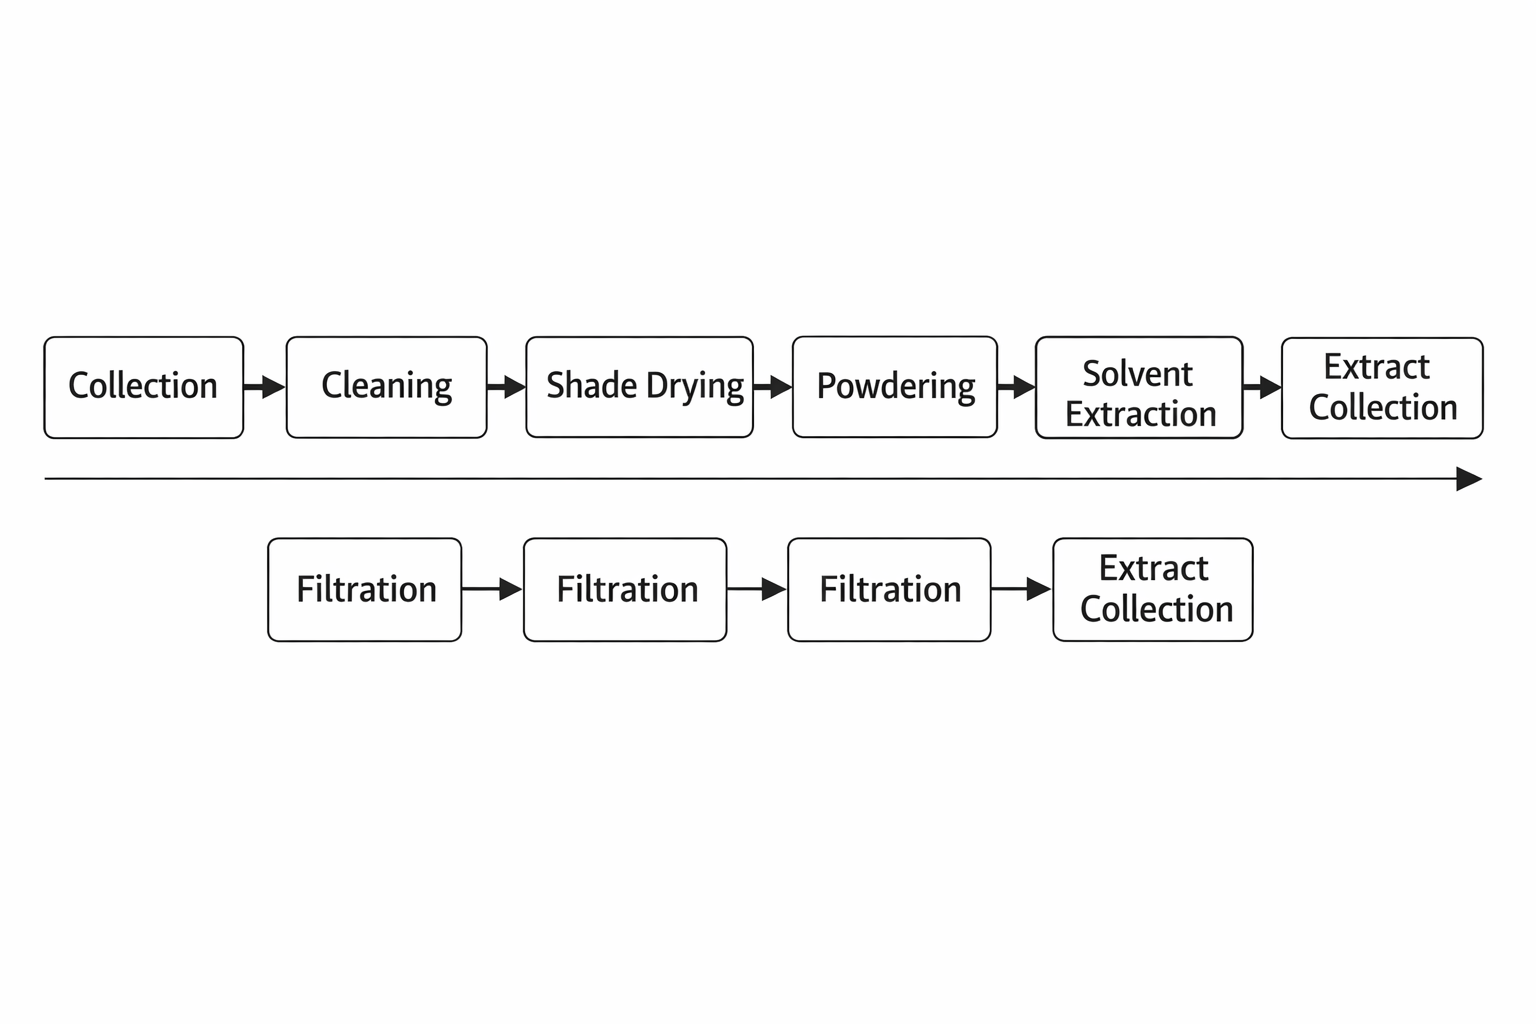 Collection
Cleaning
Shade Drying
Powdering
Solvent
Extraction
Extract
Collection
Filtration
Filtration
Filtration
Extract
Collection